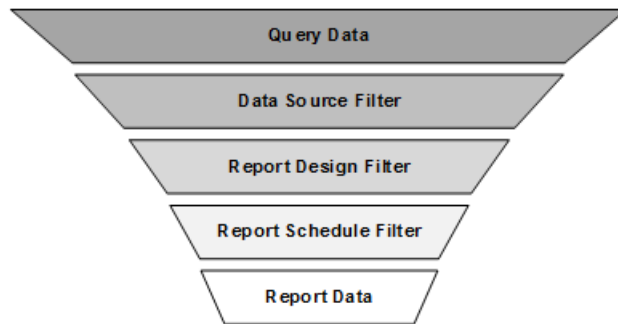 Query Data
Data Source Filter
Report Design Filter
Report Schedule Filter
Report Data